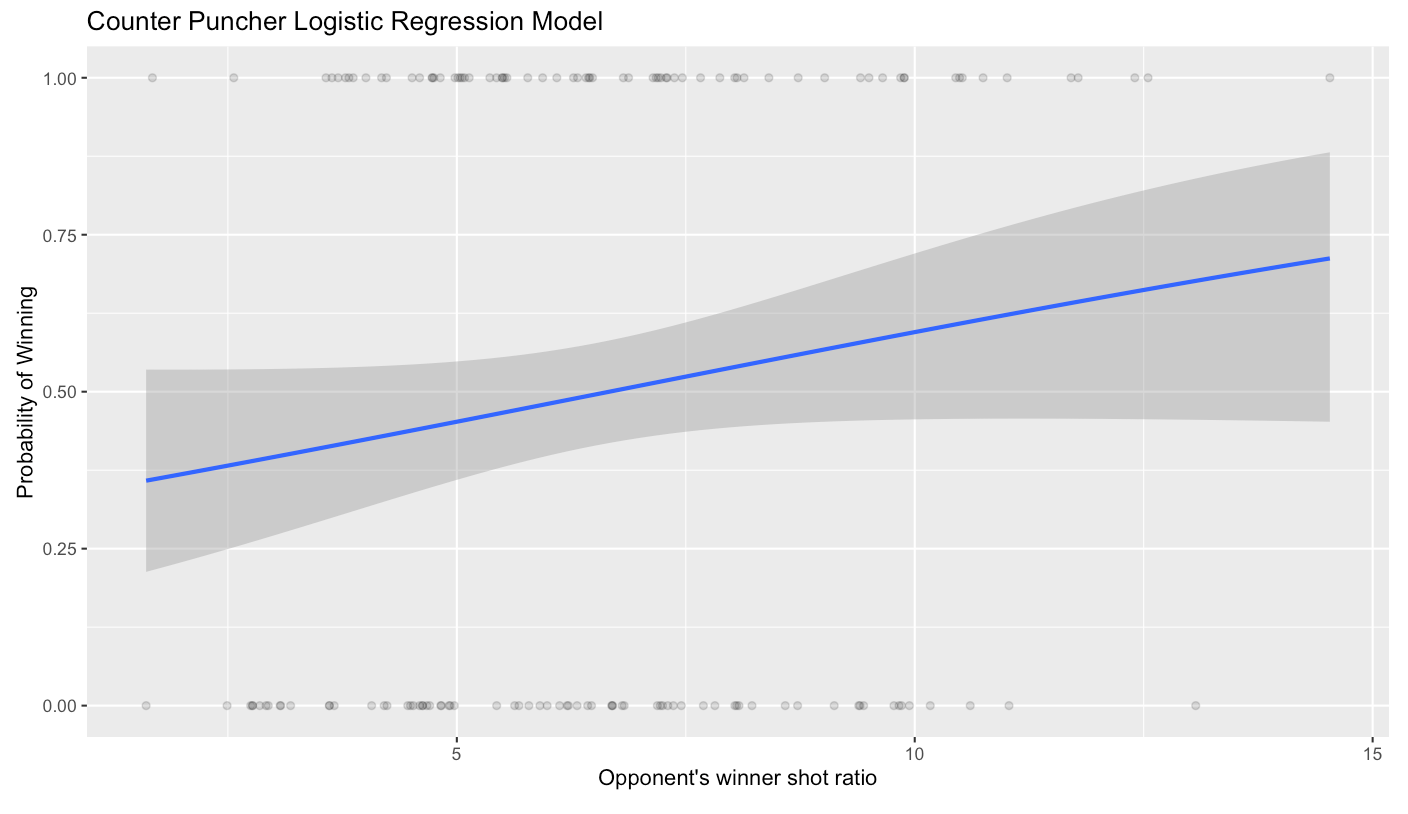 Counter Puncher Logistic Regression Model
Probability of Winning
1.00
0.75
0.50
0.25
0.00
5
10
15
Opponent's winner shot ratio